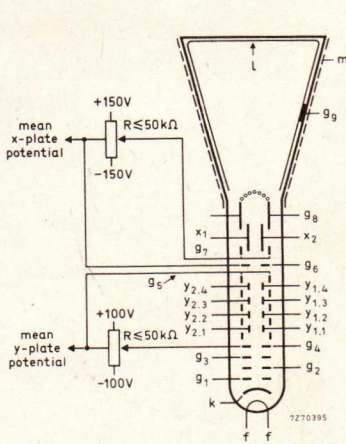 l
m
g9
+150V
mean
x-plate
potential
R≤50kΩ
−150V
x1
x2
g8
g7
g6
g5
y2.4
y1.4
y2.3
y1.3
y2.2
y1.2
y2.1
y1.1
+100V
mean
y-plate
potential
R≤50kΩ
−100V
g4
g3
g2
g1
k
f f
7Z70395